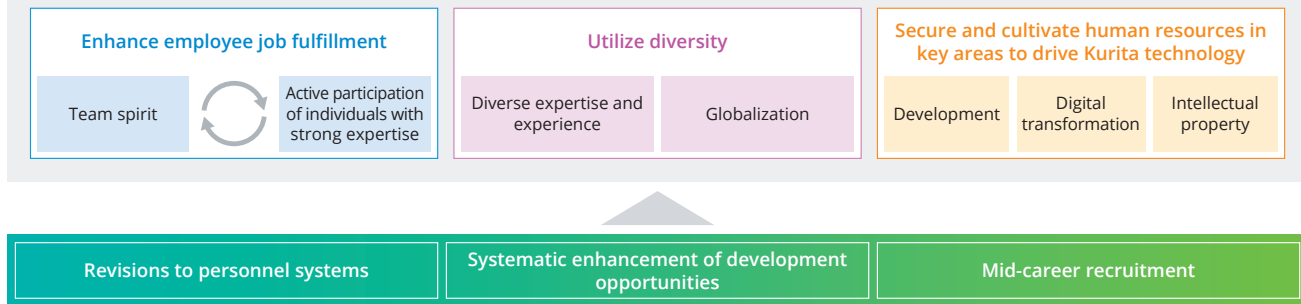 Enhance employee job fulfillment
Team spirit
Active participation
of individuals with
strong expertise
Utilize diversity
Diverse expertise and
experience
Globalization
Secure and cultivate human resources in
key areas to drive Kurita technology
Development
Digital
transformation
Intellectual
property
Revisions to personnel systems
Systematic enhancement of development
opportunities
Mid-career recruitment